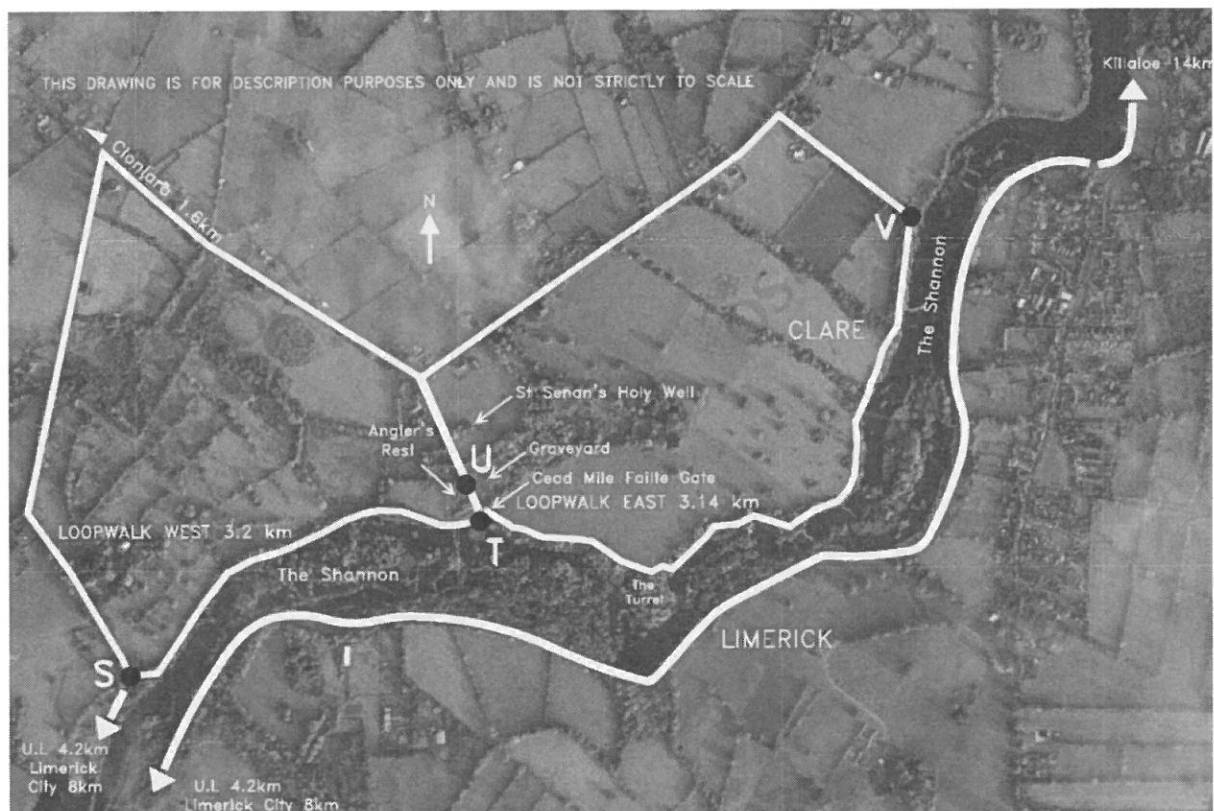 THIS DRAWING IS FOR DESCRIPTION PURPOSES ONLY AND IS NOT STRICTLY TO SCALE
Killaloe 14km
Clonlara 1.6km
N
V
The Shannon
CLARE
St Senan's Holy Well
Angler's
Rest
U
Graveyard
Cead Mile Failte Gate
LOOPWALK EAST 3.14 km
LOOPWALK WEST 3.2 km
T
The Shannon
The
Turret
LIMERICK
S
U.L 4.2km
Limerick
City 8km
U.L 4.2km
Limerick City 8km